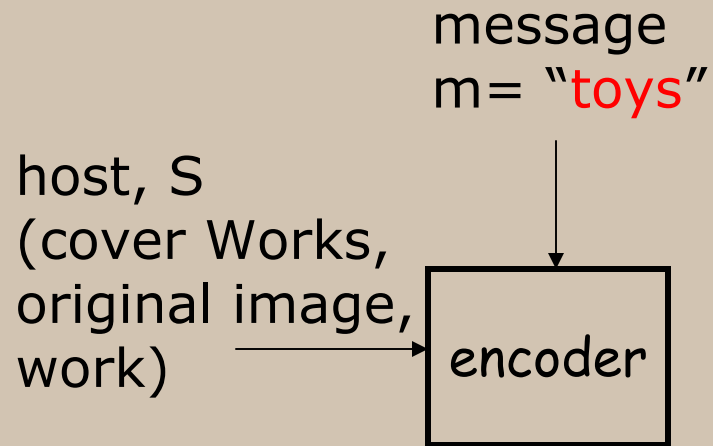 message
m= “toys”
host, S
(cover Works,
original image,
work)
encoder